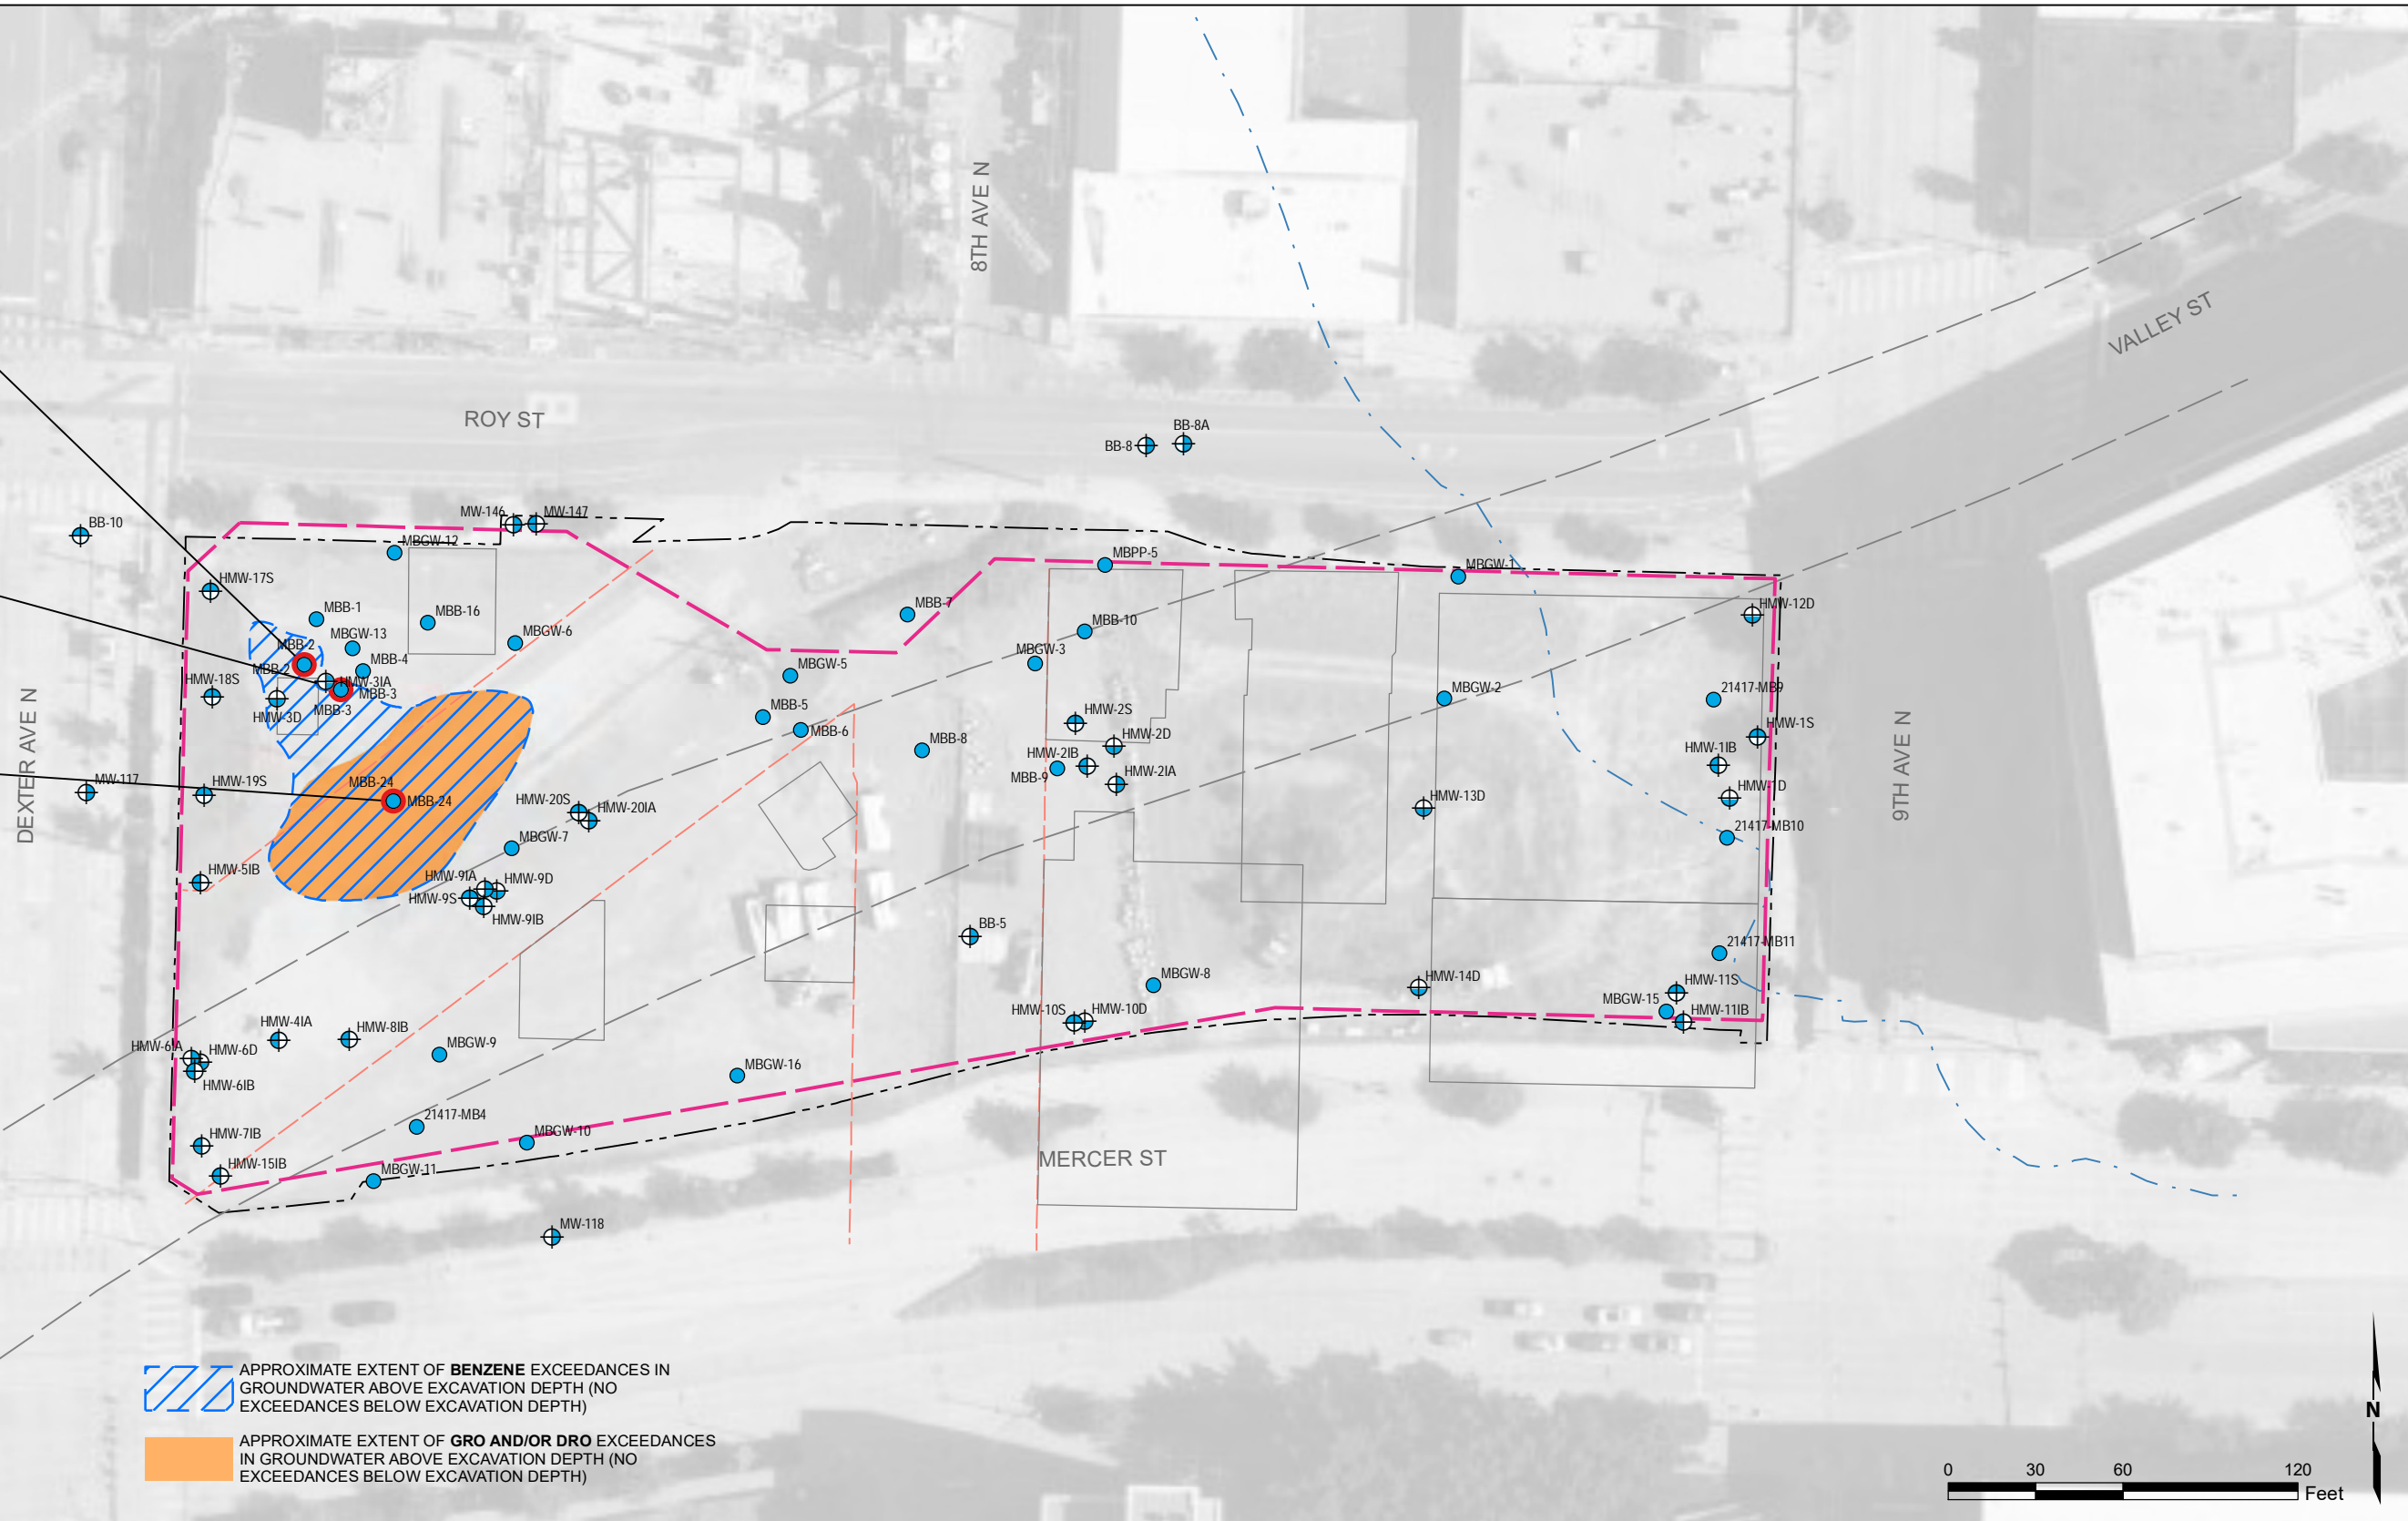 8TH AVE N
VALLEY ST
ROY ST
BB-8A
BB-8
MW-146
MW-147
BB-10
MBGW-12
MBPP-5
MBGW-1
HMW-17S
MBB-1
MBB-16
MBB-7
HMW-12D
MBGW-13
MBGW-6
MBB-10
MBB-2
MBB-2
MBB-4
MBGW-5
MBGW-3
HMW-18S
HMW-3IA
MBB-3
MBB-3
HMW-3D
MBGW-2
21417-MB9
MBB-5
MBB-6
HMW-2S
HMW-1S
DEXTER AVE N
MBB-8
HMW-2D
HMW-2IB
HMW-1IB
9TH AVE N
MBB-9
HMW-2IA
MW-117
HMW-19S
MBB-24
MBB-24
HMW-20S
HMW-20IA
HMW-13D
HMW-1D
MBGW-7
21417-MB10
HMW-5IB
HMW-9IA
HMW-9D
HMW-9S
HMW-9IB
BB-5
21417-MB11
MBGW-8
HMW-14D
HMW-11S
MBGW-15
HMW-11IB
HMW-10S
HMW-10D
HMW-4IA
HMW-8IB
HMW-6IA
HMW-6D
MBGW-9
HMW-6IB
MBGW-16
21417-MB4
HMW-7IB
MBGW-10
HMW-15IB
MBGW-11
MERCER ST
MW-118
APPROXIMATE EXTENT OF BENZENE EXCEEDANCES IN
GROUNDWATER ABOVE EXCAVATION DEPTH (NO
EXCEEDANCES BELOW EXCAVATION DEPTH)
APPROXIMATE EXTENT OF GRO AND/OR DRO EXCEEDANCES
IN GROUNDWATER ABOVE EXCAVATION DEPTH (NO
EXCEEDANCES BELOW EXCAVATION DEPTH)
N
0 30 60 120
Feet